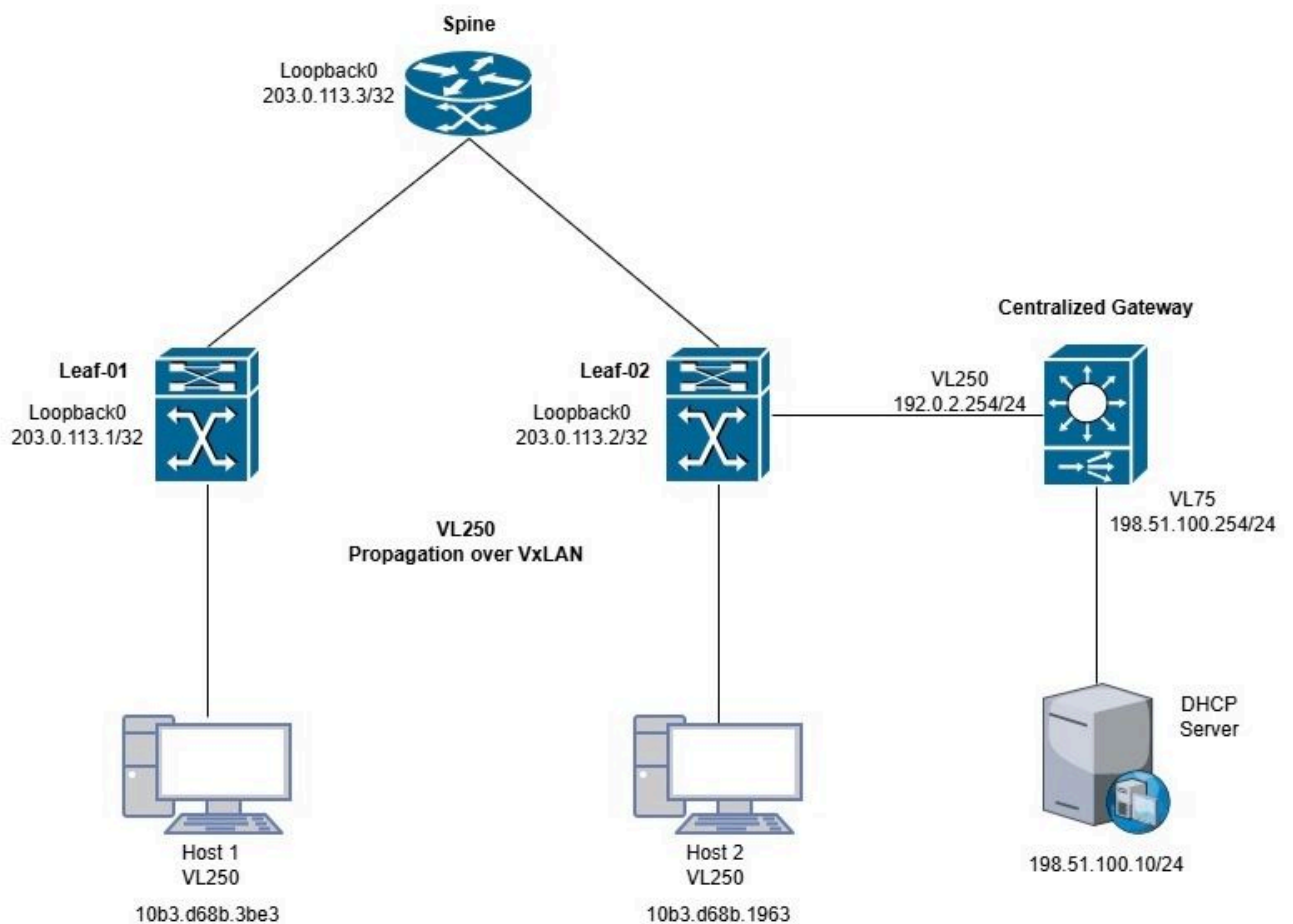 Spine
Loopback0
203.0.113.3/32
Centralized Gateway
Leaf-01
Loopback0
203.0.113.1/32
Leaf-02
Loopback0
203.0.113.2/32
VL250
192.0.2.254/24
VL75
198.51.100.254/24
VL250
Propagation over VxLAN
DHCP
Server
198.51.100.10/24
Host 1
VL250
10b3.d68b.3be3
Host 2
VL250
10b3.d68b.1963